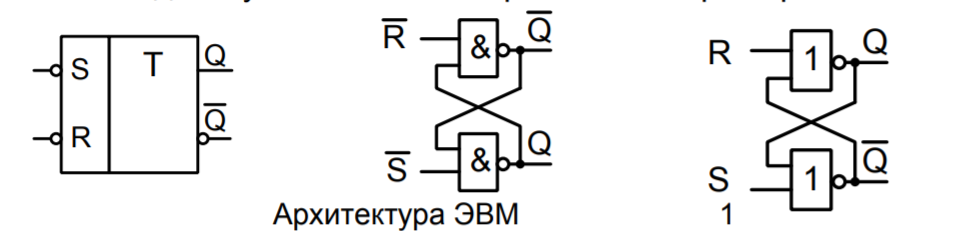 S T Q
R Q̅
R̅ & Q̅
S̅ & Q
R 1 Q
S 1 Q̅
Архитектура ЭВМ 1